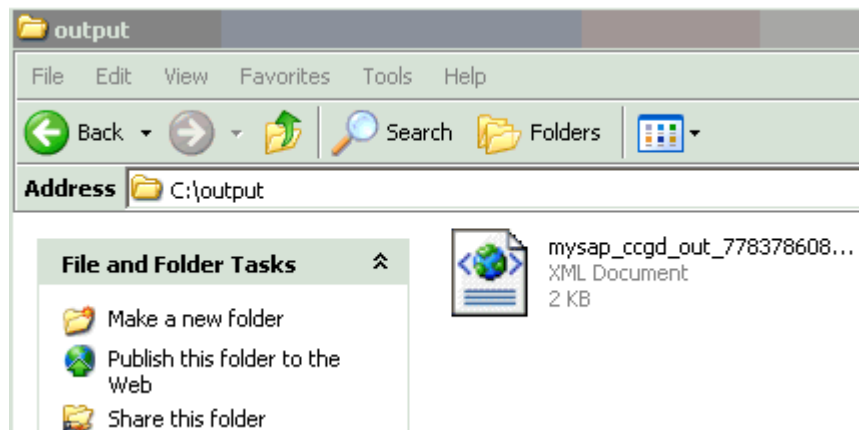 output
File Edit View Favorites Tools Help
Back Search Folders
Address C:\output
File and Folder Tasks
Make a new folder
Publish this folder to the
Web
Share this folder
mysap_ccgd_out_778378608...
XML Document
2 KB